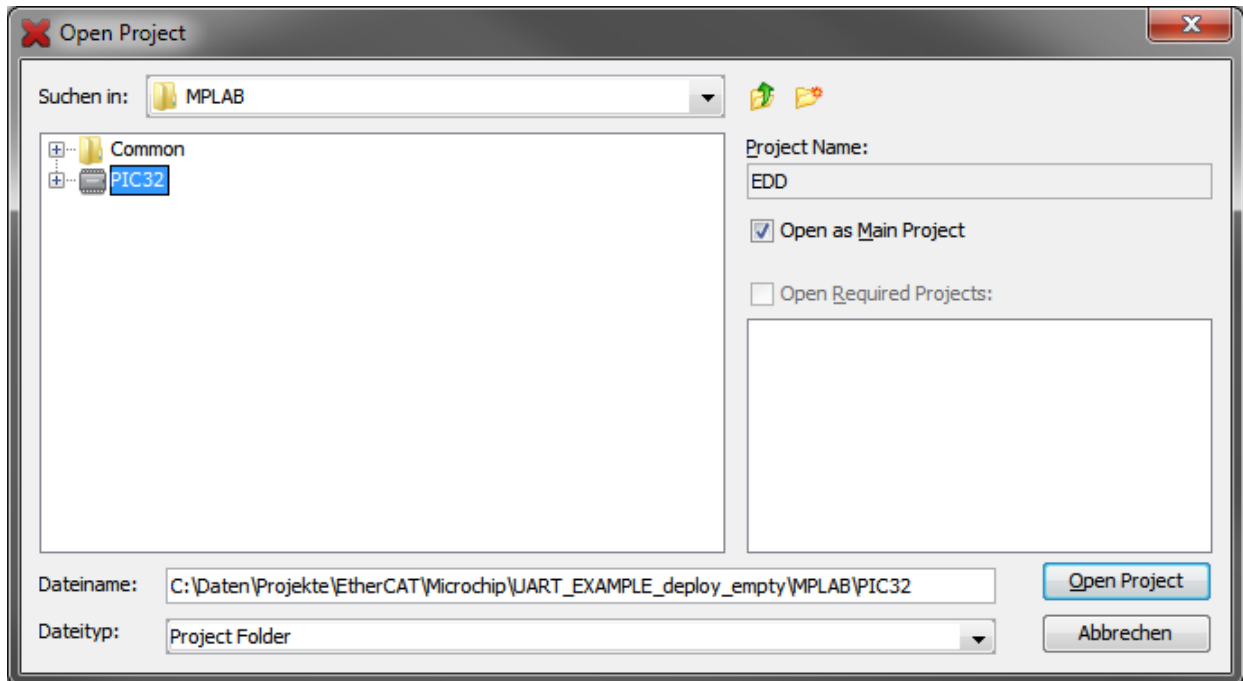 Open Project
Suchen in:
MPLAB
Common
PIC32
Project Name:
EDD
Open as Main Project
Open Required Projects:
Dateiname:
C:\Daten\Projekte\EtherCAT\Microchip\UART_EXAMPLE_deploy_empty\MPLAB\PIC32
Open Project
Dateityp:
Project Folder
Abbrechen